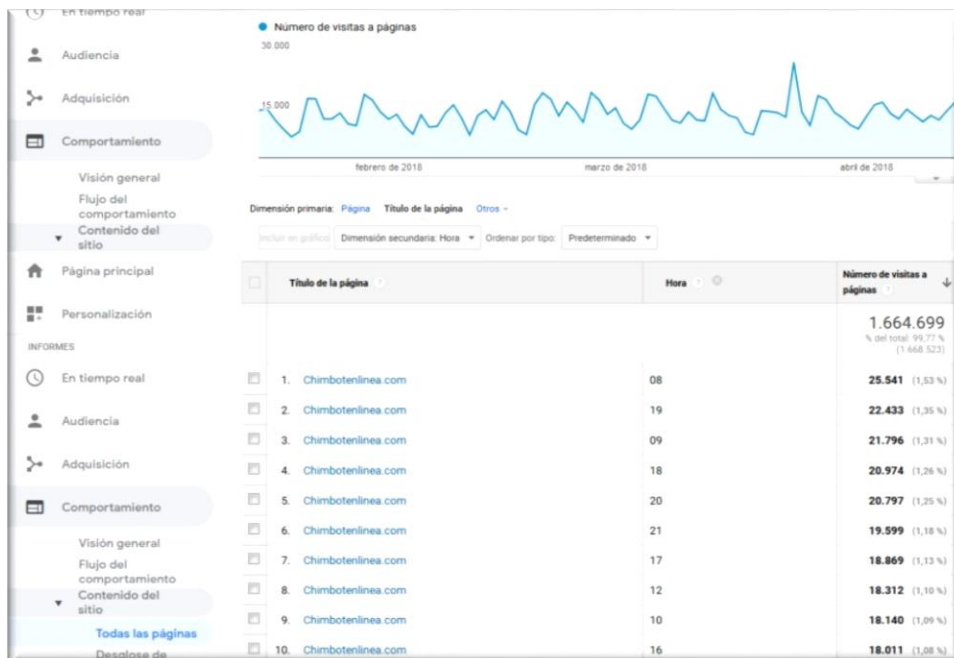 En tiempo real
Audiencia
Adquisición
Comportamiento
Visión general
Flujo del
comportamiento
Contenido del
sitio
Página principal
Personalización
INFORMES
En tiempo real
Audiencia
Adquisición
Comportamiento
Visión general
Flujo del
comportamiento
Contenido del
sitio
Todas las páginas
Desglose de
Número de visitas a páginas
30.000
15.000
febrero de 2018 marzo de 2018 abril de 2018
Dimensión primaria: Página Título de la página Otros
Incluir en gráfico Dimensión secundaria: Hora Ordenar por tipo: Predeterminado
Título de la página ? Hora ? Número de visitas a
páginas ?
1.664.699
% del total: 99,77 %
(1 668 523)
1. Chimbotenlinea.com 08 25.541 (1,53 %)
2. Chimbotenlinea.com 19 22.433 (1,35 %)
3. Chimbotenlinea.com 09 21.796 (1,31 %)
4. Chimbotenlinea.com 18 20.974 (1,26 %)
5. Chimbotenlinea.com 20 20.797 (1,25 %)
6. Chimbotenlinea.com 21 19.599 (1,18 %)
7. Chimbotenlinea.com 17 18.869 (1,13 %)
8. Chimbotenlinea.com 12 18.312 (1,10 %)
9. Chimbotenlinea.com 10 18.140 (1,09 %)
10. Chimbotenlinea.com 16 18.011 (1,08 %)